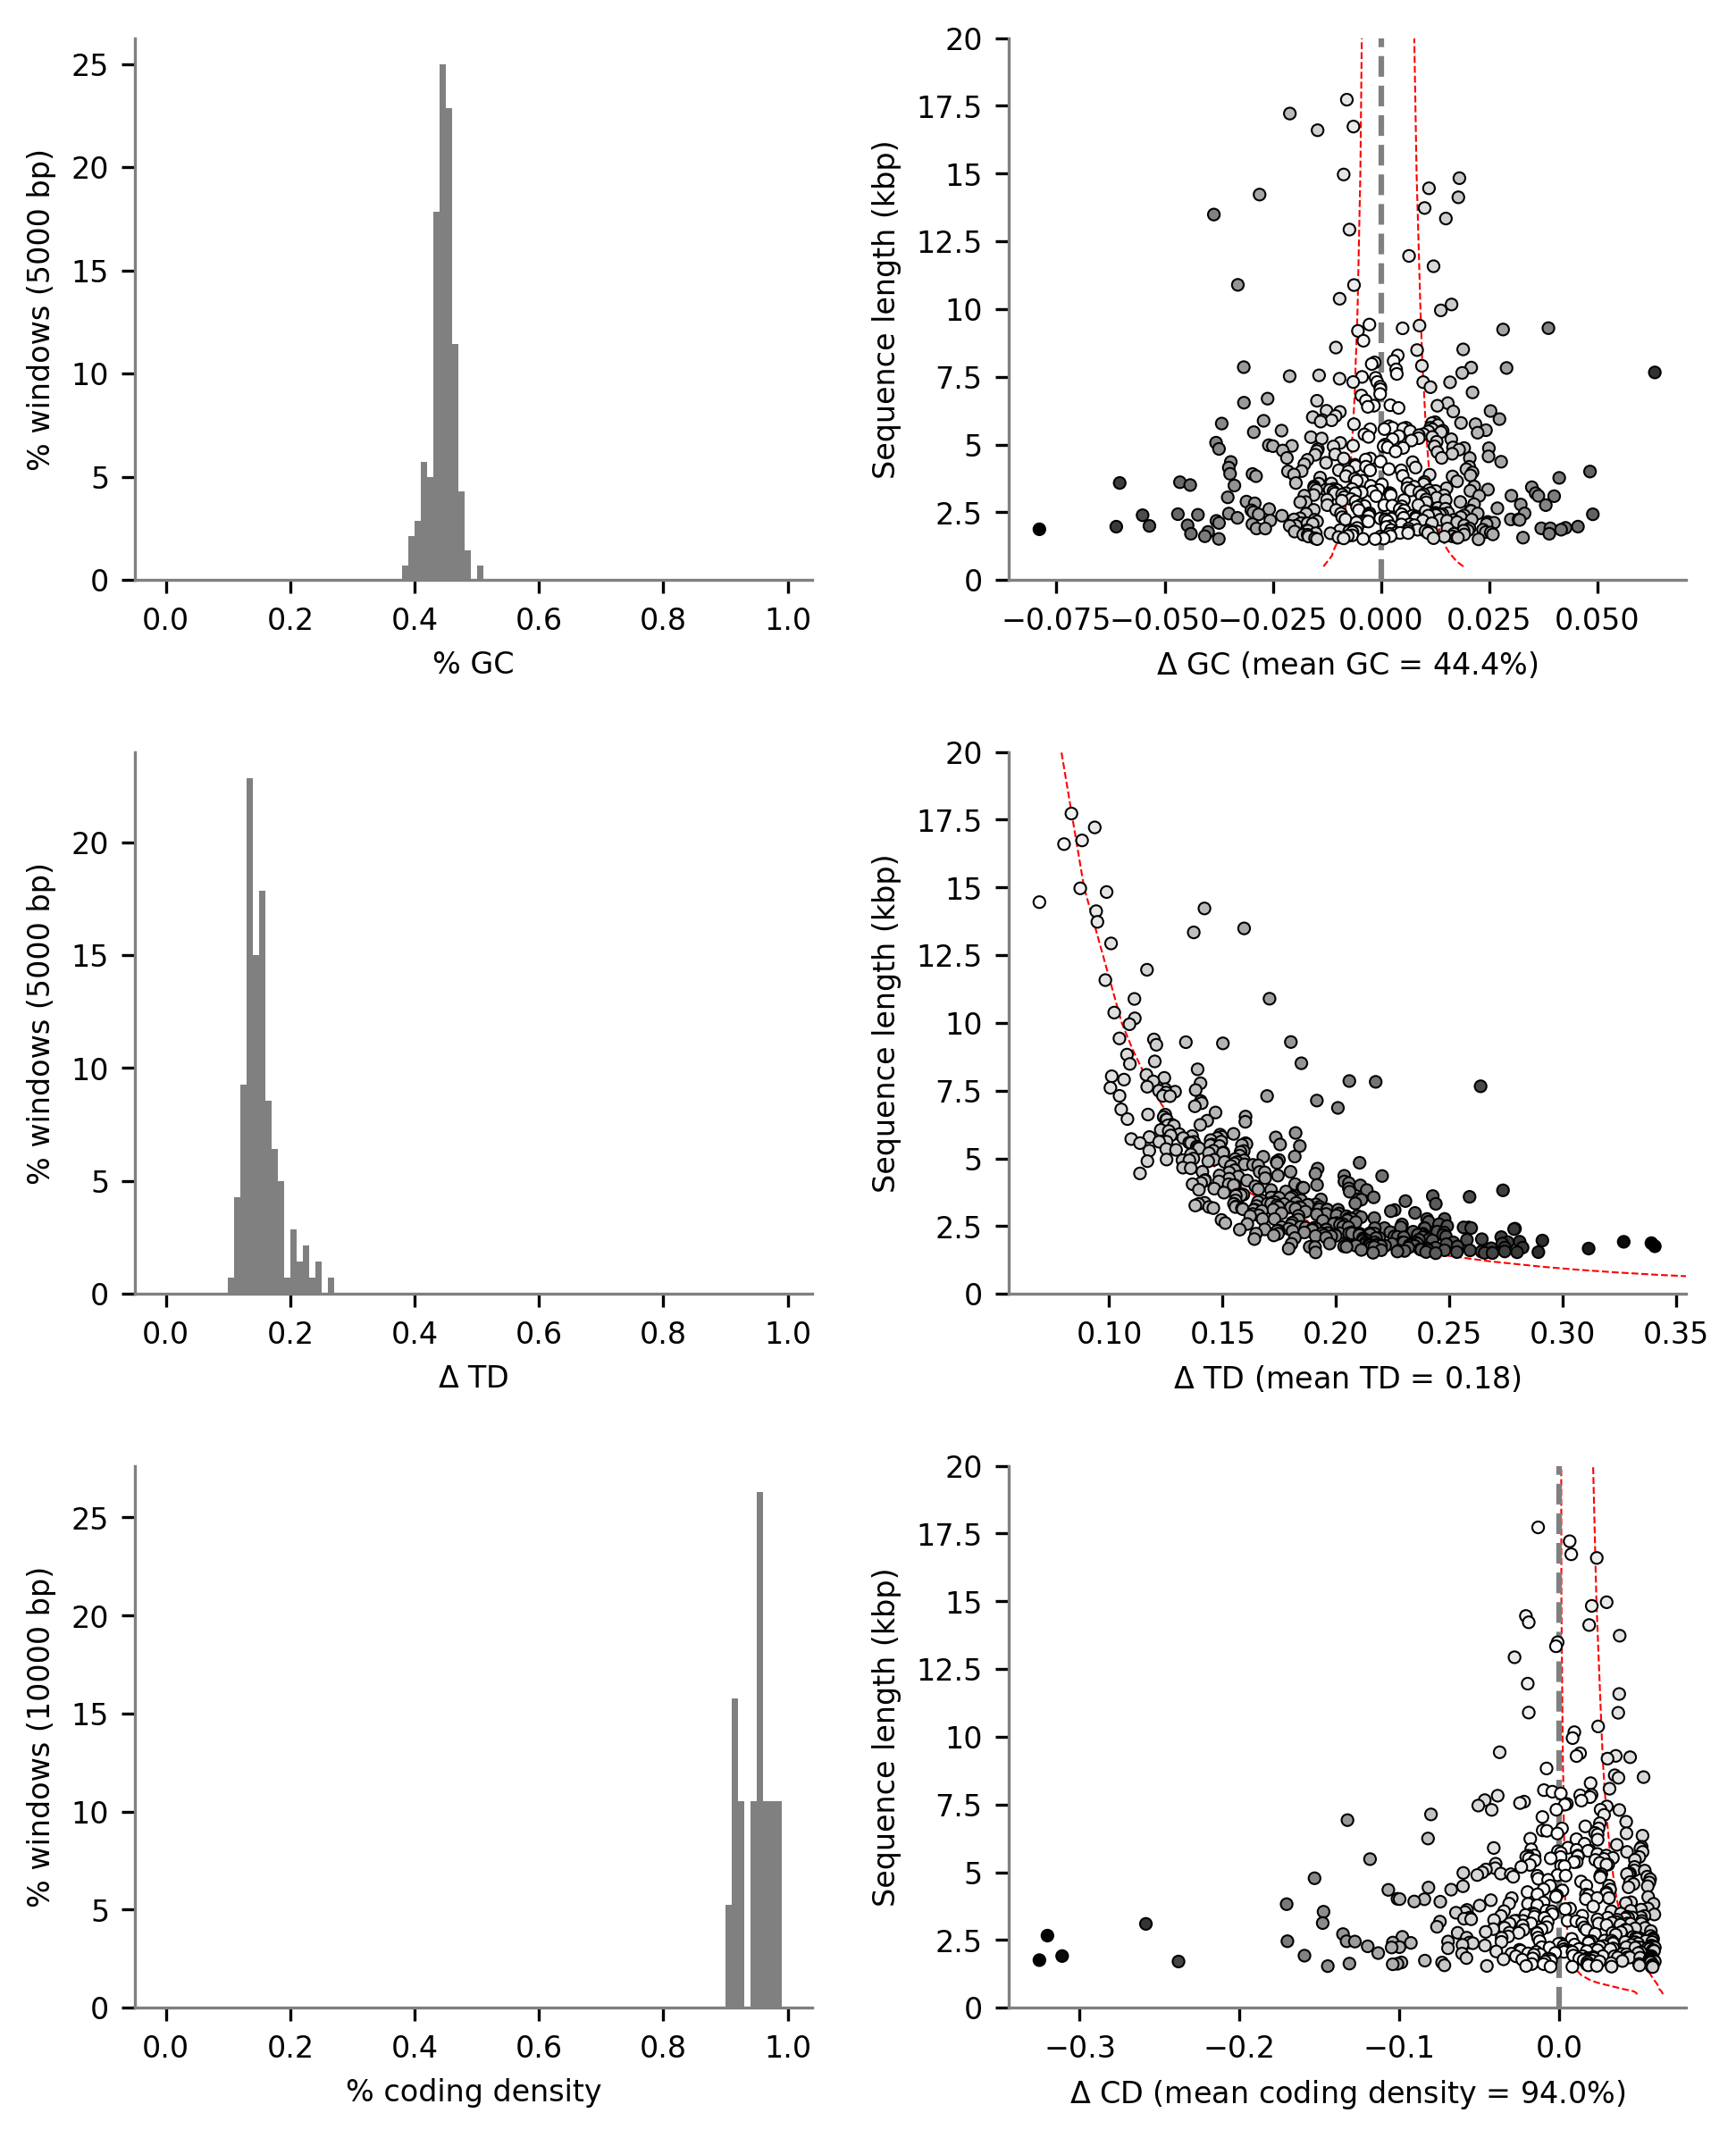 % windows (5000 bp)
25
20
15
10
5
0
0.0 0.2 0.4 0.6 0.8 1.0
% GC
Sequence length (kbp)
20
17.5
15
12.5
10
7.5
5
2.5
0
−0.075 −0.050 −0.025 0.000 0.025 0.050
Δ GC (mean GC = 44.4%)
% windows (5000 bp)
20
15
10
5
0
0.0 0.2 0.4 0.6 0.8 1.0
Δ TD
Sequence length (kbp)
20
17.5
15
12.5
10
7.5
5
2.5
0
0.10 0.15 0.20 0.25 0.30 0.35
Δ TD (mean TD = 0.18)
% windows (10000 bp)
25
20
15
10
5
0
0.0 0.2 0.4 0.6 0.8 1.0
% coding density
Sequence length (kbp)
20
17.5
15
12.5
10
7.5
5
2.5
0
−0.3 −0.2 −0.1 0.0
Δ CD (mean coding density = 94.0%)